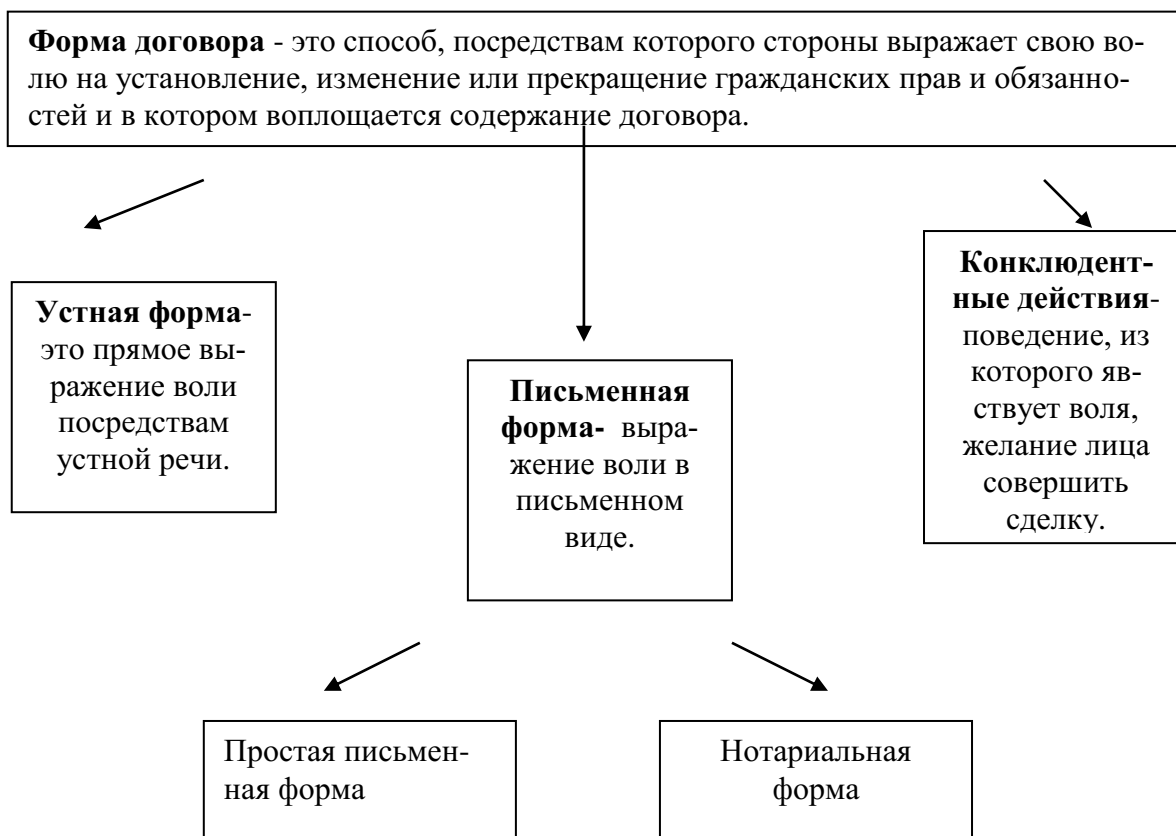 Форма договора - это способ, посредствам которого стороны выражает свою во-
лю на установление, изменение или прекращение гражданских прав и обязанно-
стей и в котором воплощается содержание договора.
Устная форма-
это прямое вы-
ражение воли
посредствам
устной речи.
Письменная
форма- выра-
жение воли в
письменном
виде.
Конклюдент-
ные действия-
поведение, из
которого яв-
ствует воля,
желание лица
совершить
сделку.
Простая письмен-
ная форма
Нотариальная
форма